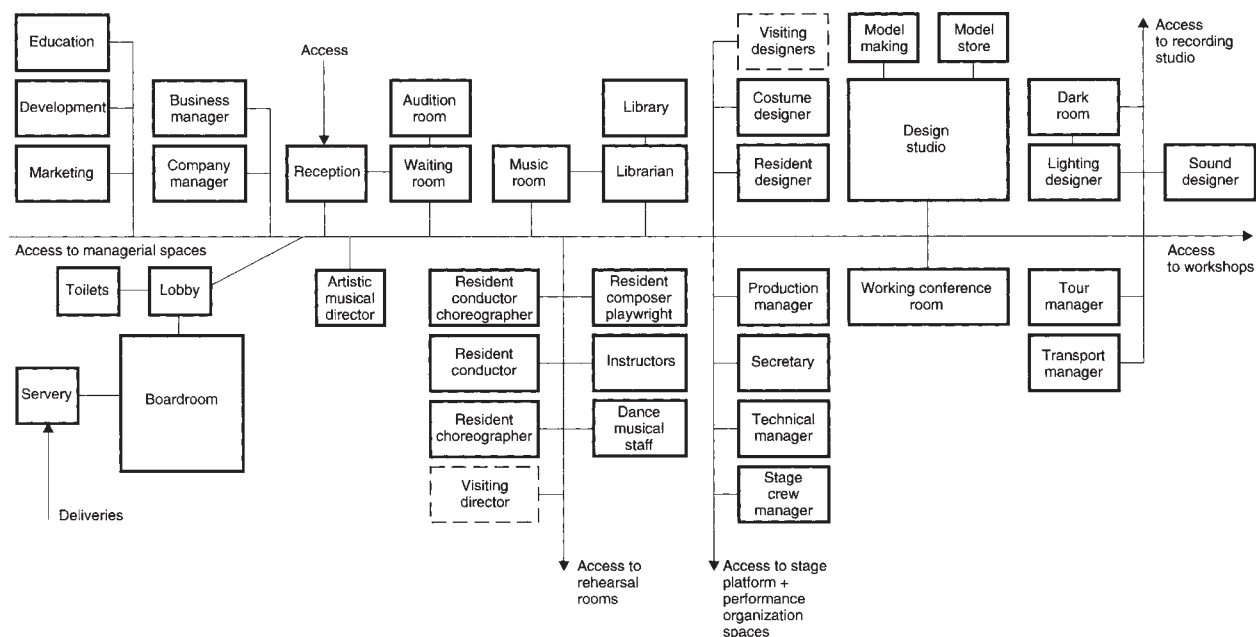 Education
Development
Marketing
Business
manager
Company
manager
Access
Reception
Audition
room
Waiting
room
Music
room
Library
Librarian
Visiting
designers
Costume
designer
Resident
designer
Model
making
Model
store
Design
studio
Dark
room
Lighting
designer
Sound
designer
Access
to recording
studio
Access to managerial spaces
Access
to workshops
Toilets
Lobby
Servery
Boardroom
Deliveries
Artistic
musical
director
Resident
conductor
choreographer
Resident
conductor
Resident
choreographer
Visiting
director
Resident
composer
playwright
Instructors
Dance
musical
staff
Access to
rehearsal
rooms
Production
manager
Secretary
Technical
manager
Stage
crew
manager
Access to stage
platform +
performance
organization
spaces
Working conference
room
Tour
manager
Transport
manager